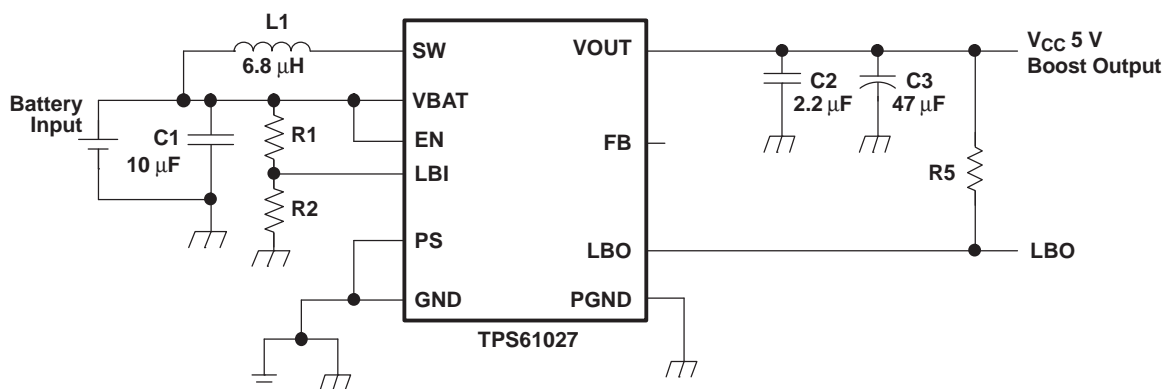 L1
6.8 μH
SW
VOUT
V_CC 5 V
Boost Output
Battery
Input
C1
10 μF
R1
R2
VBAT
EN
LBI
PS
GND
FB
LBO
PGND
C2
2.2 μF
C3
47 μF
R5
LBO
TPS61027